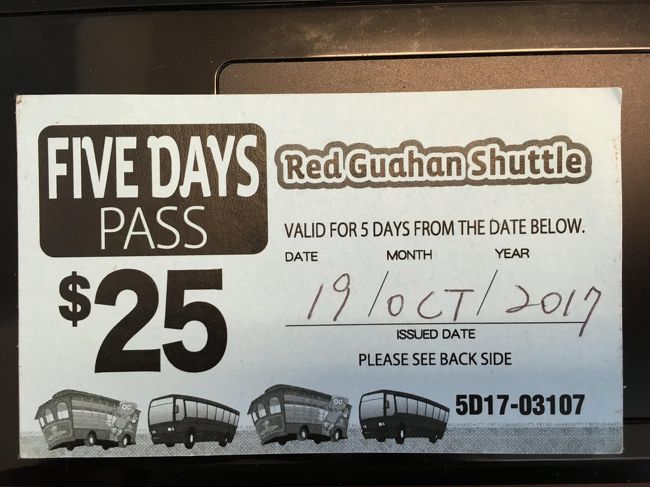 FIVE DAYS
PASS
$25
Red Guahan Shuttle
VALID FOR 5 DAYS FROM THE DATE BELOW.
DATE MONTH YEAR
19 / OCT / 2017
ISSUED DATE
PLEASE SEE BACK SIDE
5D17-03107